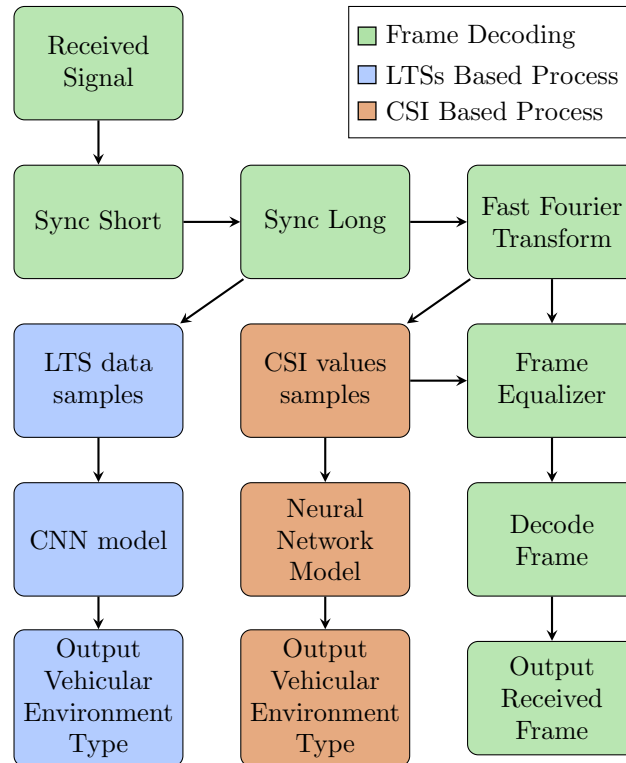 Received
Signal
Frame Decoding
LTSs Based Process
CSI Based Process
Sync Short
Sync Long
Fast Fourier
Transform
LTS data
samples
CSI values
samples
Frame
Equalizer
CNN model
Neural
Network
Model
Decode
Frame
Output
Vehicular
Environment
Type
Output
Vehicular
Environment
Type
Output
Received
Frame